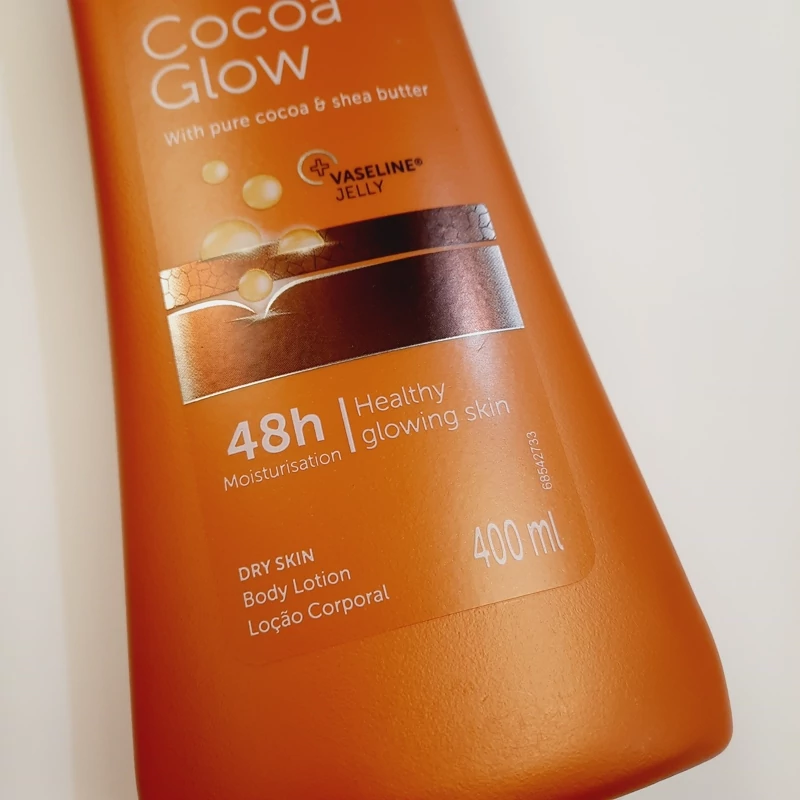 Cocoa
Glow
With pure cocoa & shea butter
VASELINE®
JELLY
48h
Moisturisation
Healthy
glowing skin
68542733
400 ml
DRY SKIN
Body Lotion
Loção Corporal